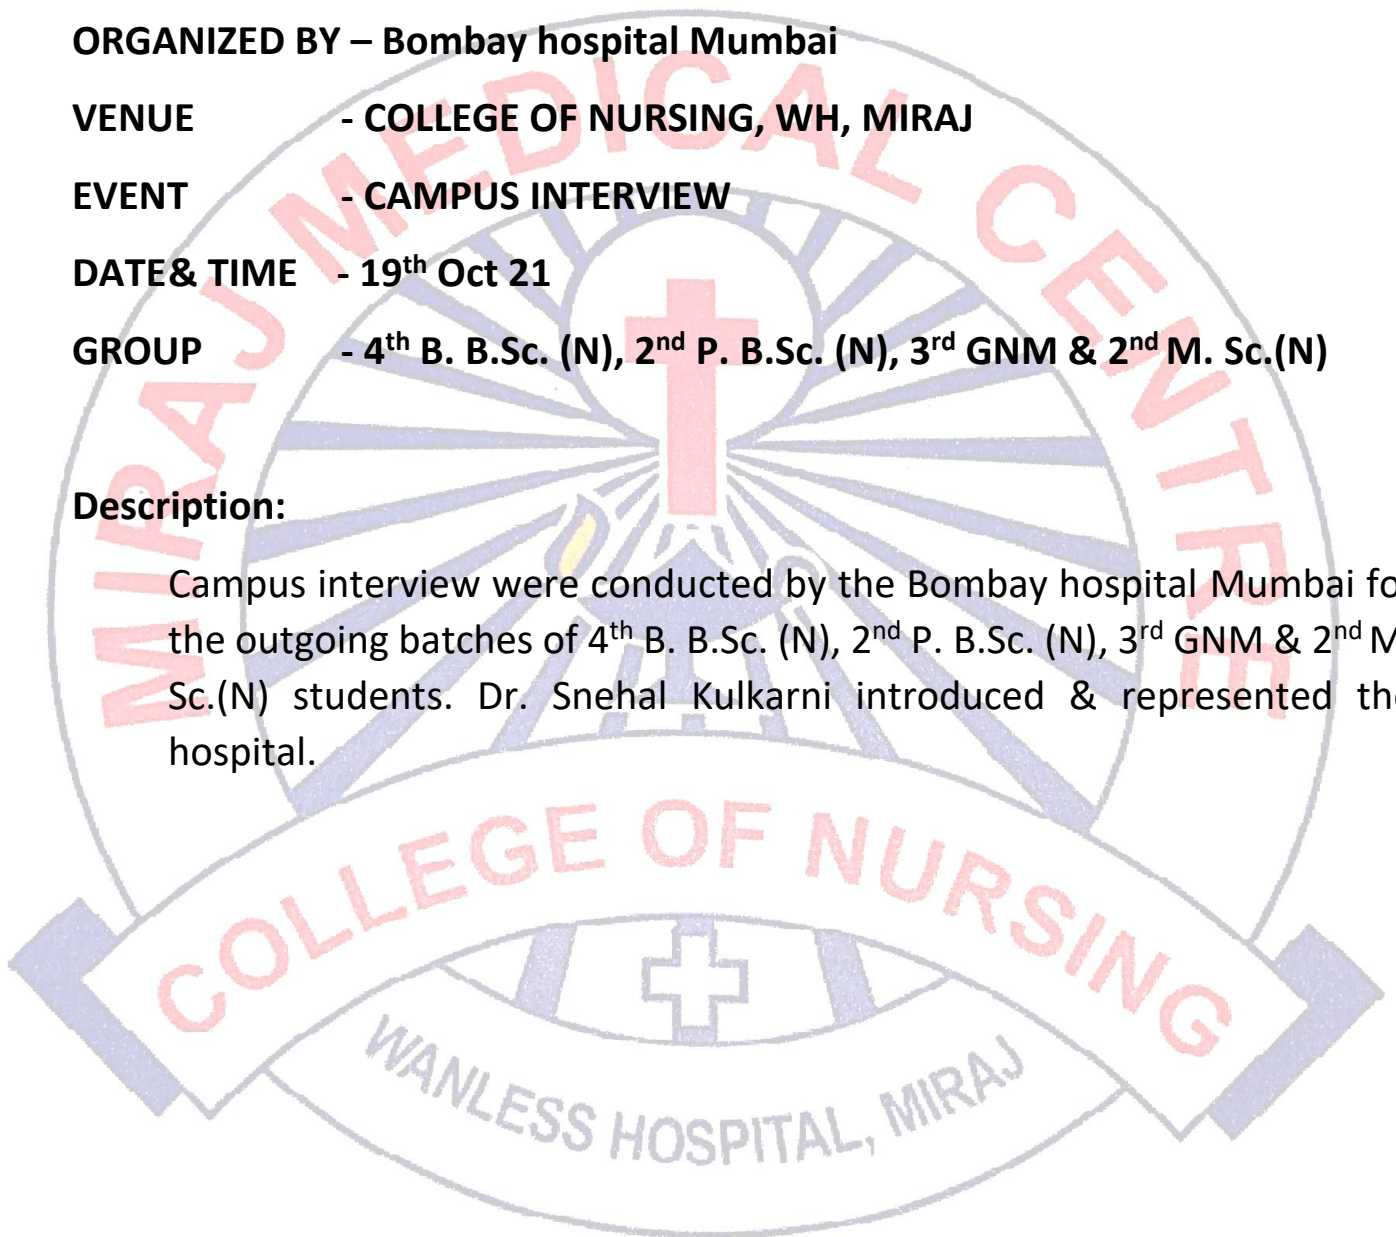 ORGANIZED BY – Bombay hospital Mumbai
VENUE - COLLEGE OF NURSING, WH, MIRAJ
EVENT - CAMPUS INTERVIEW
DATE& TIME - 19th Oct 21
GROUP - 4th B. B.Sc. (N), 2nd P. B.Sc. (N), 3rd GNM & 2nd M. Sc.(N)
Description:
Campus interview were conducted by the Bombay hospital Mumbai fo
the outgoing batches of 4th B. B.Sc. (N), 2nd P. B.Sc. (N), 3rd GNM & 2nd M
Sc.(N) students. Dr. Snehal Kulkarni introduced & represented the
hospital.
MIRAJ MEDICAL CENTRE
COLLEGE OF NURSING
WANLESS HOSPITAL, MIRAJ